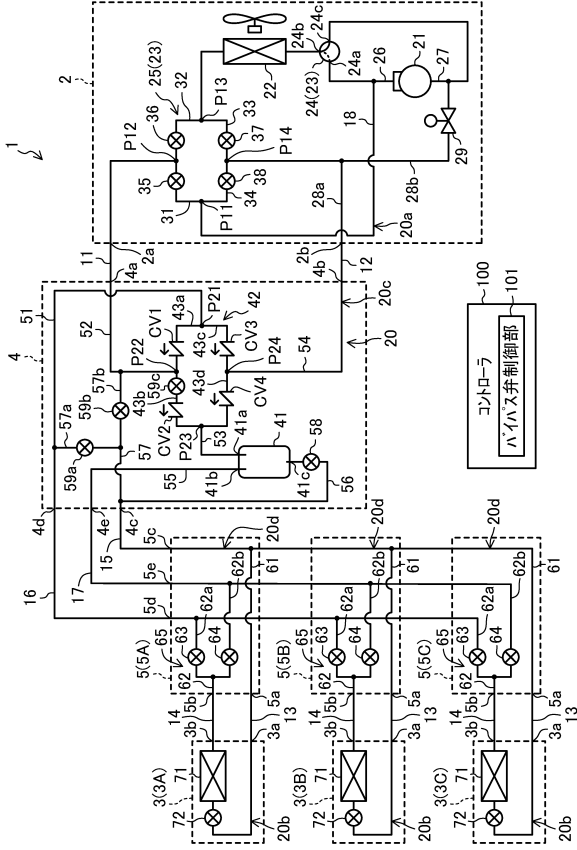 1
2
25(23)
36
P12
35
31
32
P13
33
37
P14
38
34
P11
22
24b
24c
24(23)
24a
26
21
27
18
29
28b
28a
20a
11
2a
4a
2b
4b
12
20c
20
51
52
4
57b
59b
57a
59a
57
CV1
43a
P21
42
43c
CV3
P22
59c
43b
CV2
43d
P24
CV4
54
P23
53
41a
41
41b
41c
55
58
56
100
101
コントローラ
バイパス弁制御部
4d
4e
4c
15
16
17
5c
5e
5d
20d
62b
61
62a
63
64
65
62
5(5A)
5b
5a
14
13
3b
3a
3(3A)
71
72
20b
20d
62b
61
62a
63
64
65
62
5(5B)
5b
5a
14
13
3b
3a
3(3B)
71
72
20b
20d
62b
61
62a
63
64
65
62
5(5C)
5b
5a
14
13
3b
3a
3(3C)
71
72
20b